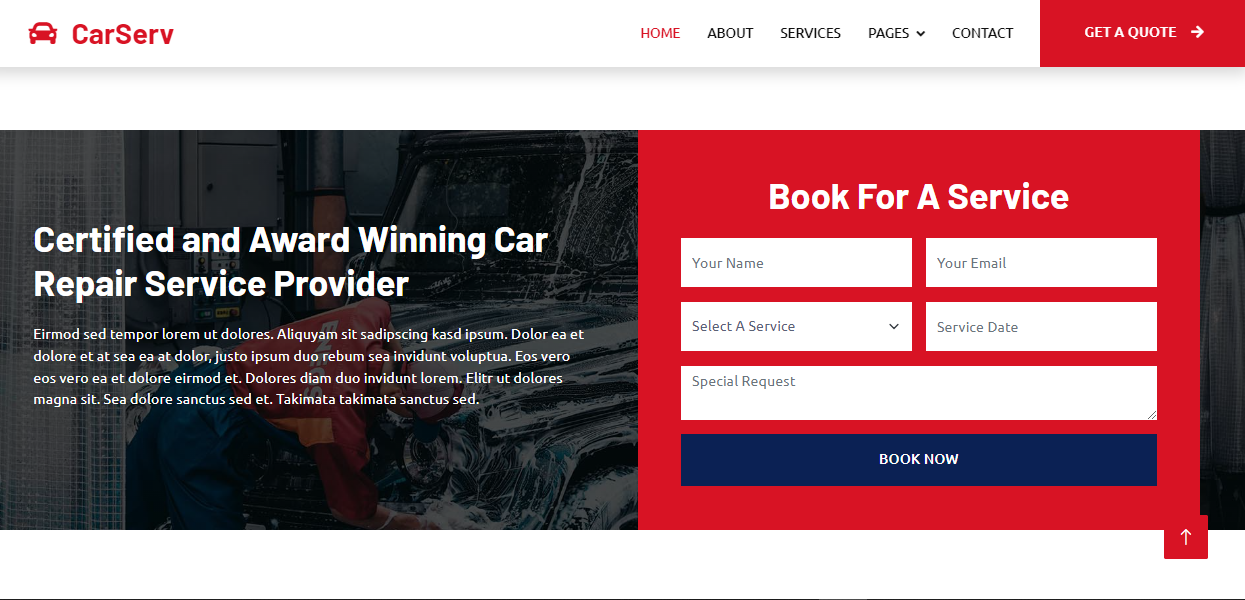 CarServ
HOME
ABOUT
SERVICES
PAGES
CONTACT
GET A QUOTE
Certified and Award Winning Car
Repair Service Provider
Eirmod sed tempor lorem ut dolores. Aliquyam sit sadipscing kasd ipsum. Dolor ea et
dolore et at sea ea at dolor, justo ipsum duo rebum sea invidunt voluptua. Eos vero
eos vero ea et dolore eirmod et. Dolores diam duo invidunt lorem. Elitr ut dolores
magna sit. Sea dolore sanctus sed et. Takimata takimata sanctus sed.
Book For A Service
Your Name
Your Email
Select A Service
Service Date
Special Request
BOOK NOW